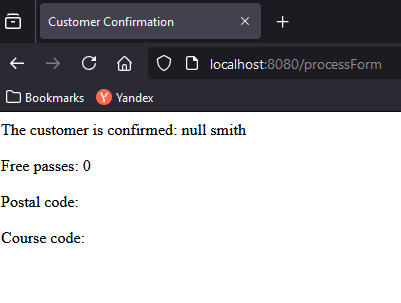 Customer Confirmation
localhost:8080/processForm
Bookmarks Yandex
The customer is confirmed: null smith
Free passes: 0
Postal code:
Course code: